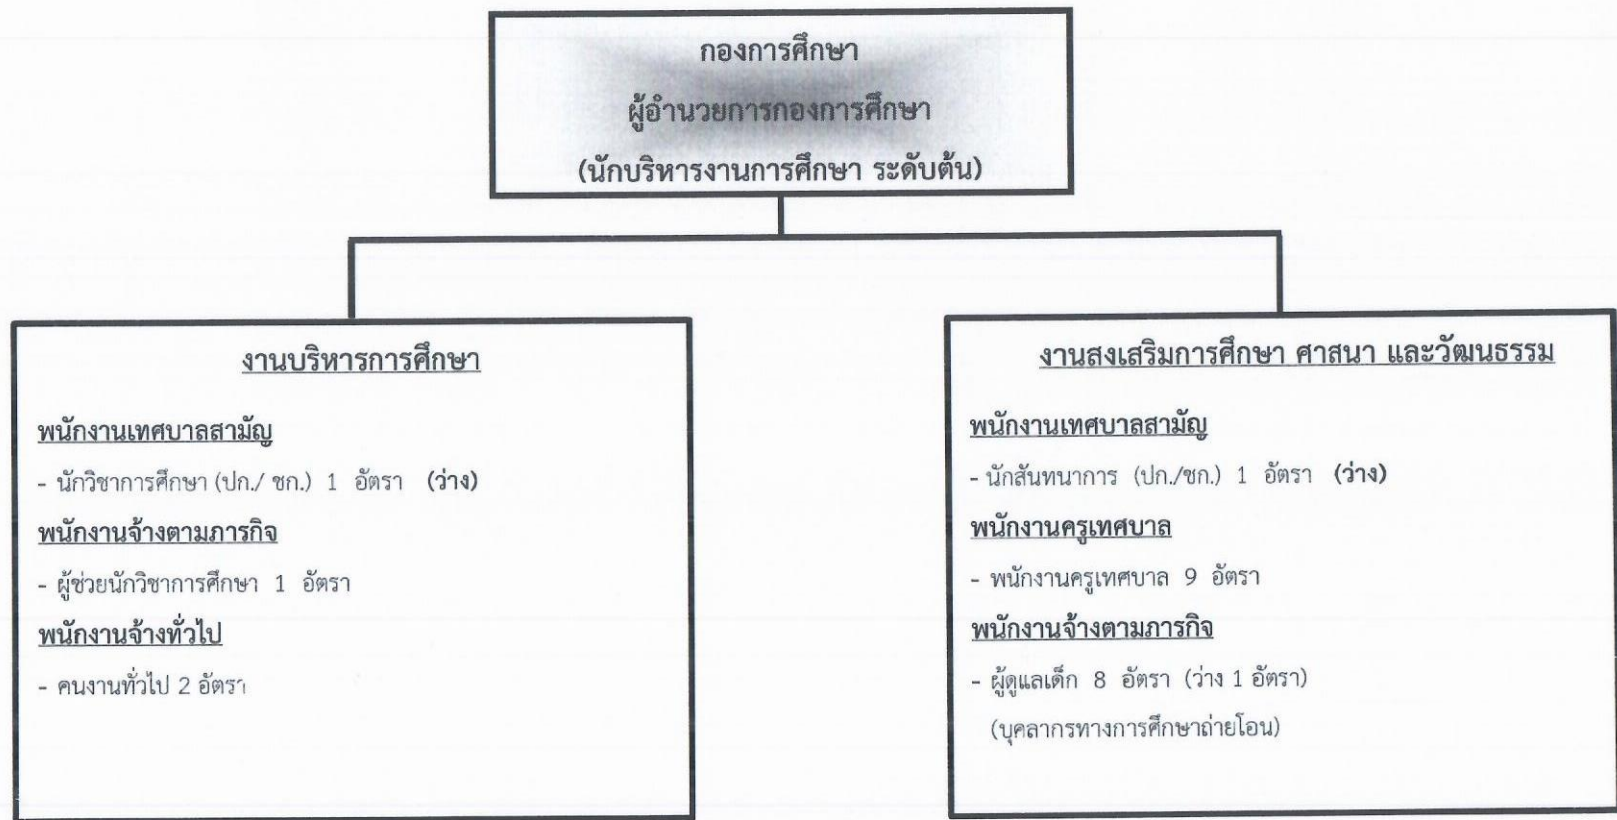 กองการศึกษา
ผู้อำนวยการกองการศึกษา
(นักบริหารงานการศึกษา ระดับต้น)
งานบริหารการศึกษา
พนักงานเทศบาลสามัญ
- นักวิชาการศึกษา (ปก./ ชก.) 1 อัตรา (ว่าง)
พนักงานจ้างตามภารกิจ
- ผู้ช่วยนักวิชาการศึกษา 1 อัตรา
พนักงานจ้างทั่วไป
- คนงานทั่วไป 2 อัตรา
งานสงเสริมการศึกษา ศาสนา และวัฒนธรรม
พนักงานเทศบาลสามัญ
- นักสันทนาการ (ปก./ชก.) 1 อัตรา (ว่าง)
พนักงานครูเทศบาล
- พนักงานครูเทศบาล 9 อัตรา
พนักงานจ้างตามภารกิจ
- ผู้ดูแลเด็ก 8 อัตรา (ว่าง 1 อัตรา)
(บุคลากรทางการศึกษาถ่ายโอน)